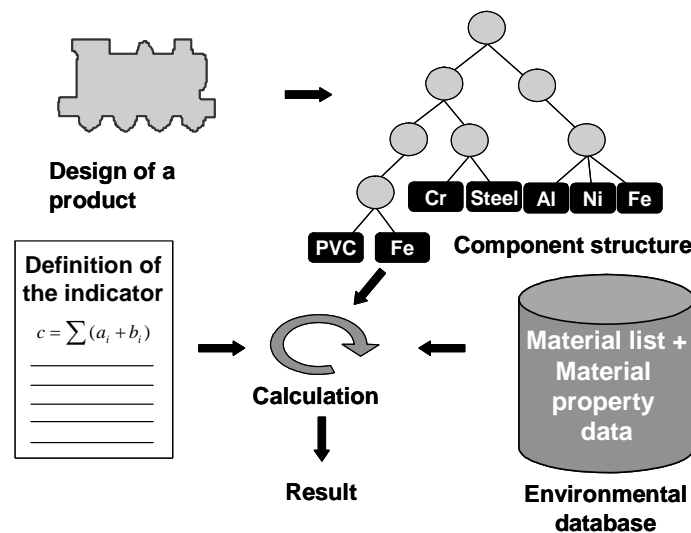 Design of a
product
Cr
Steel
Al
Ni
Fe
PVC
Fe
Component structure
Definition of
the indicator
c = ∑ (a_i + b_i)
Calculation
Result
Material list +
Material
property
data
Environmental
database